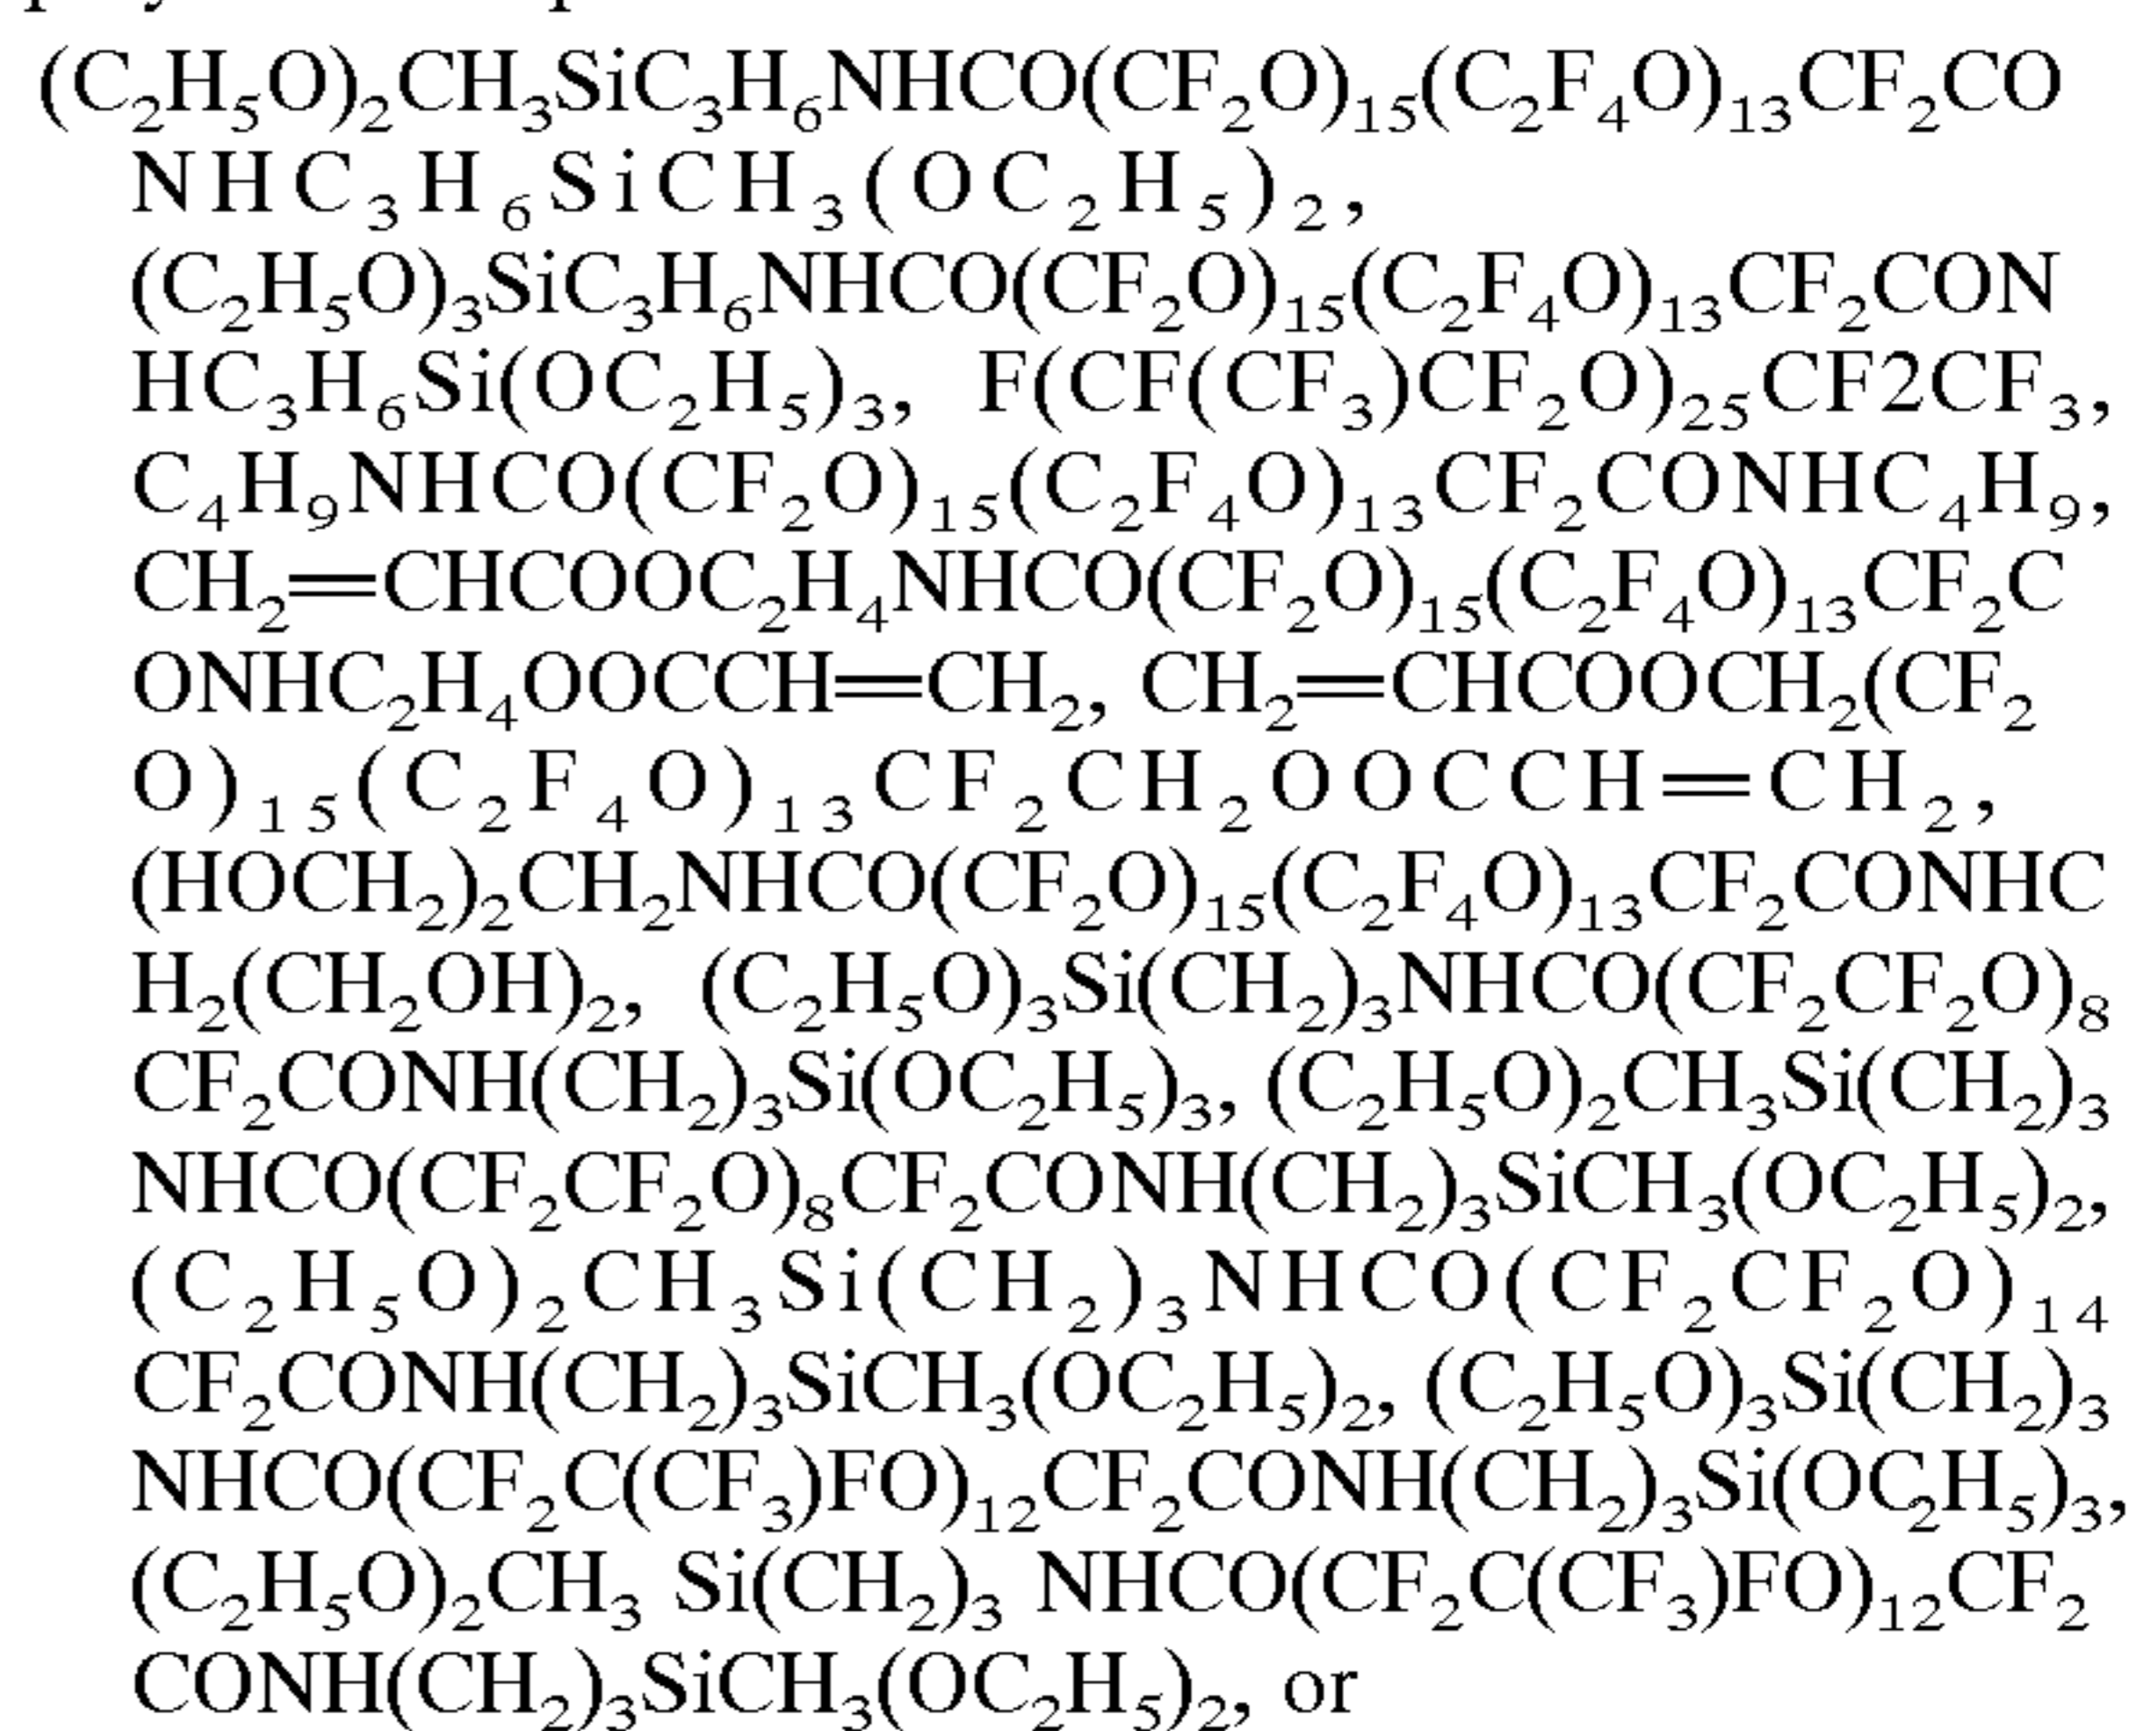 (C₂H₅O)₂CH₃SiC₃H₆NHCO(CF₂O)₁₅(C₂F₄O)₁₃CF₂CO
NHC₃H₆SiCH₃(OC₂H₅)₂,
(C₂H₅O)₃SiC₃H₆NHCO(CF₂O)₁₅(C₂F₄O)₁₃CF₂CON
HC₃H₆Si(OC₂H₅)₃, F(CF(CF₃)CF₂O)₂₅CF2CF₃,
C₄H₉NHCO(CF₂O)₁₅(C₂F₄O)₁₃CF₂CONHC₄H₉,
CH₂=CHCOOC₂H₄NHCO(CF₂O)₁₅(C₂F₄O)₁₃CF₂C
ONHC₂H₄OOCCH=CH₂, CH₂=CHCOOCH₂(CF₂
O)₁₅(C₂F₄O)₁₃CF₂CH₂OOCCH=CH₂,
(HOCH₂)₂CH₂NHCO(CF₂O)₁₅(C₂F₄O)₁₃CF₂CONHC
H₂(CH₂OH)₂, (C₂H₅O)₃Si(CH₂)₃NHCO(CF₂CF₂O)₈
CF₂CONH(CH₂)₃Si(OC₂H₅)₃, (C₂H₅O)₂CH₃Si(CH₂)₃
NHCO(CF₂CF₂O)₈CF₂CONH(CH₂)₃SiCH₃(OC₂H₅)₂,
(C₂H₅O)₂CH₃Si(CH₂)₃NHCO(CF₂CF₂O)₁₄
CF₂CONH(CH₂)₃SiCH₃(OC₂H₅)₂, (C₂H₅O)₃Si(CH₂)₃
NHCO(CF₂C(CF₃)FO)₁₂CF₂CONH(CH₂)₃Si(OC₂H₅)₃,
(C₂H₅O)₂CH₃ Si(CH₂)₃ NHCO(CF₂C(CF₃)FO)₁₂CF₂
CONH(CH₂)₃SiCH₃(OC₂H₅)₂, or